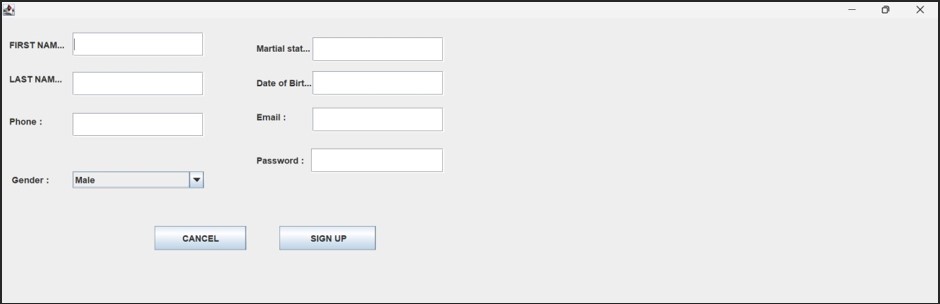 FIRST NAM...
Martial stat...
LAST NAM...
Date of Birt...
Phone :
Email :
Password :
Gender :
Male
CANCEL
SIGN UP